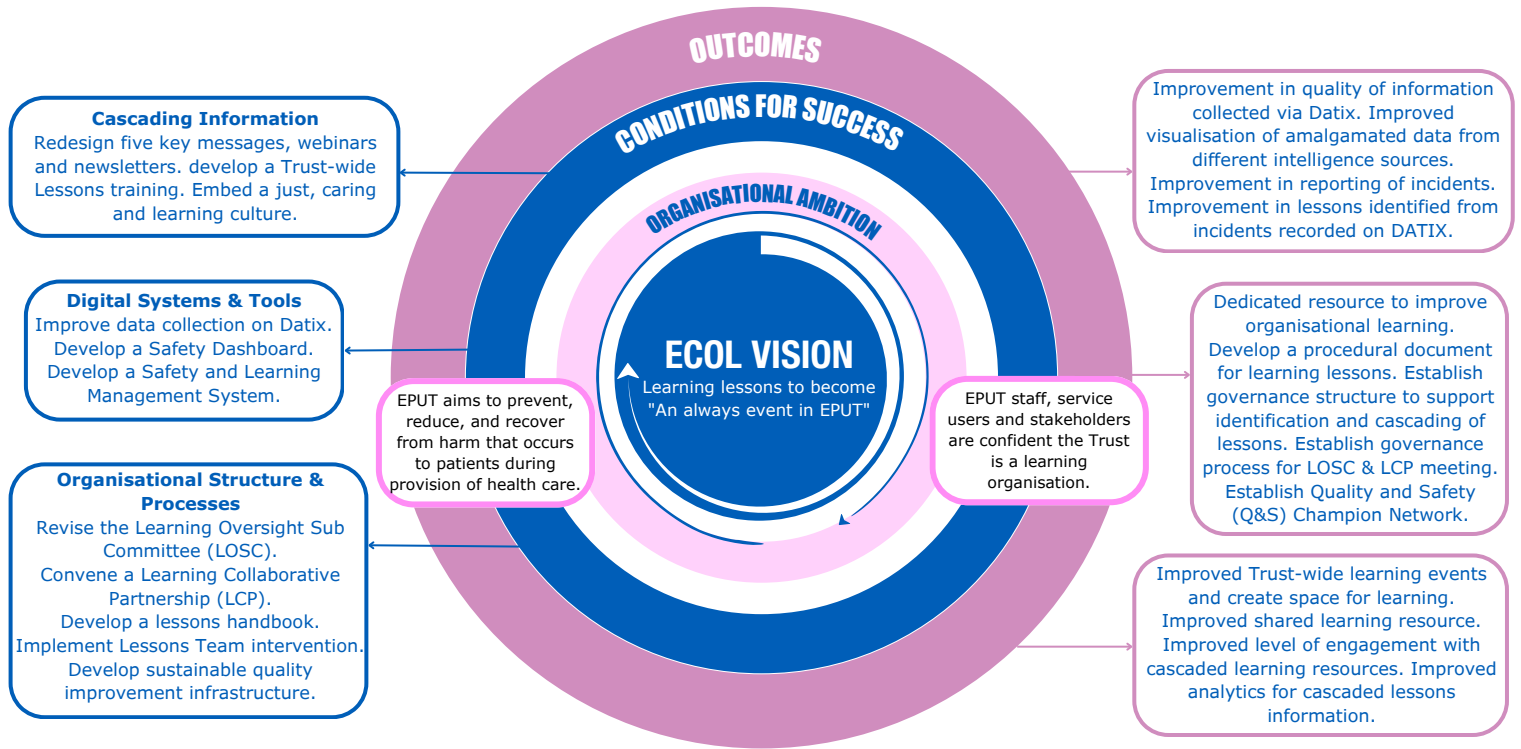 OUTCOMES
CONDITIONS FOR SUCCESS
ORGANISATIONAL AMBITION
ECOL VISION
Learning lessons to become
"An always event in EPUT"
EPUT aims to prevent,
reduce, and recover
from harm that occurs
to patients during
provision of health care.
EPUT staff, service
users and stakeholders
are confident the Trust
is a learning
organisation.
Cascading Information
Redesign five key messages, webinars
and newsletters. develop a Trust-wide
Lessons training. Embed a just, caring
and learning culture.
Digital Systems & Tools
Improve data collection on Datix.
Develop a Safety Dashboard.
Develop a Safety and Learning
Management System.
Organisational Structure &
Processes
Revise the Learning Oversight Sub
Committee (LOSC).
Convene a Learning Collaborative
Partnership (LCP).
Develop a lessons handbook.
Implement Lessons Team intervention.
Develop sustainable quality
improvement infrastructure.
Improvement in quality of information
collected via Datix. Improved
visualisation of amalgamated data from
different intelligence sources.
Improvement in reporting of incidents.
Improvement in lessons identified from
incidents recorded on DATIX.
Dedicated resource to improve
organisational learning.
Develop a procedural document
for learning lessons. Establish
governance structure to support
identification and cascading of
lessons. Establish governance
process for LOSC & LCP meeting.
Establish Quality and Safety
(Q&S) Champion Network.
Improved Trust-wide learning events
and create space for learning.
Improved shared learning resource.
Improved level of engagement with
cascaded learning resources. Improved
analytics for cascaded lessons
information.